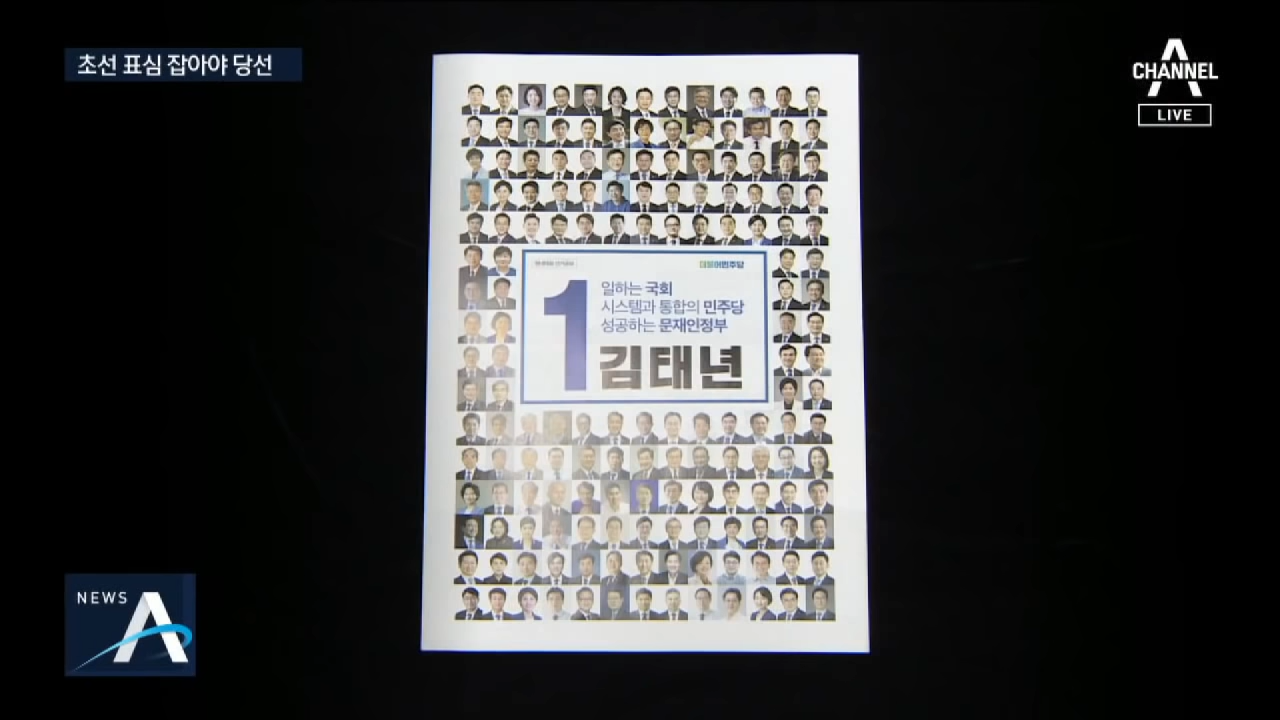 초선 표심 잡아야 당선
CHANNEL
LIVE
더불어민주당
1
일하는 국회
시스템과 통합의 민주당
성공하는 문재인정부
김태년
NEWS A